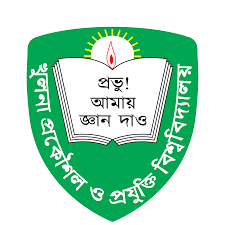 প্রভু!
আমায়
জ্ঞান দাও
খুলনা প্রকৌশল ও প্রযুক্তি বিশ্ববিদ্যালয়